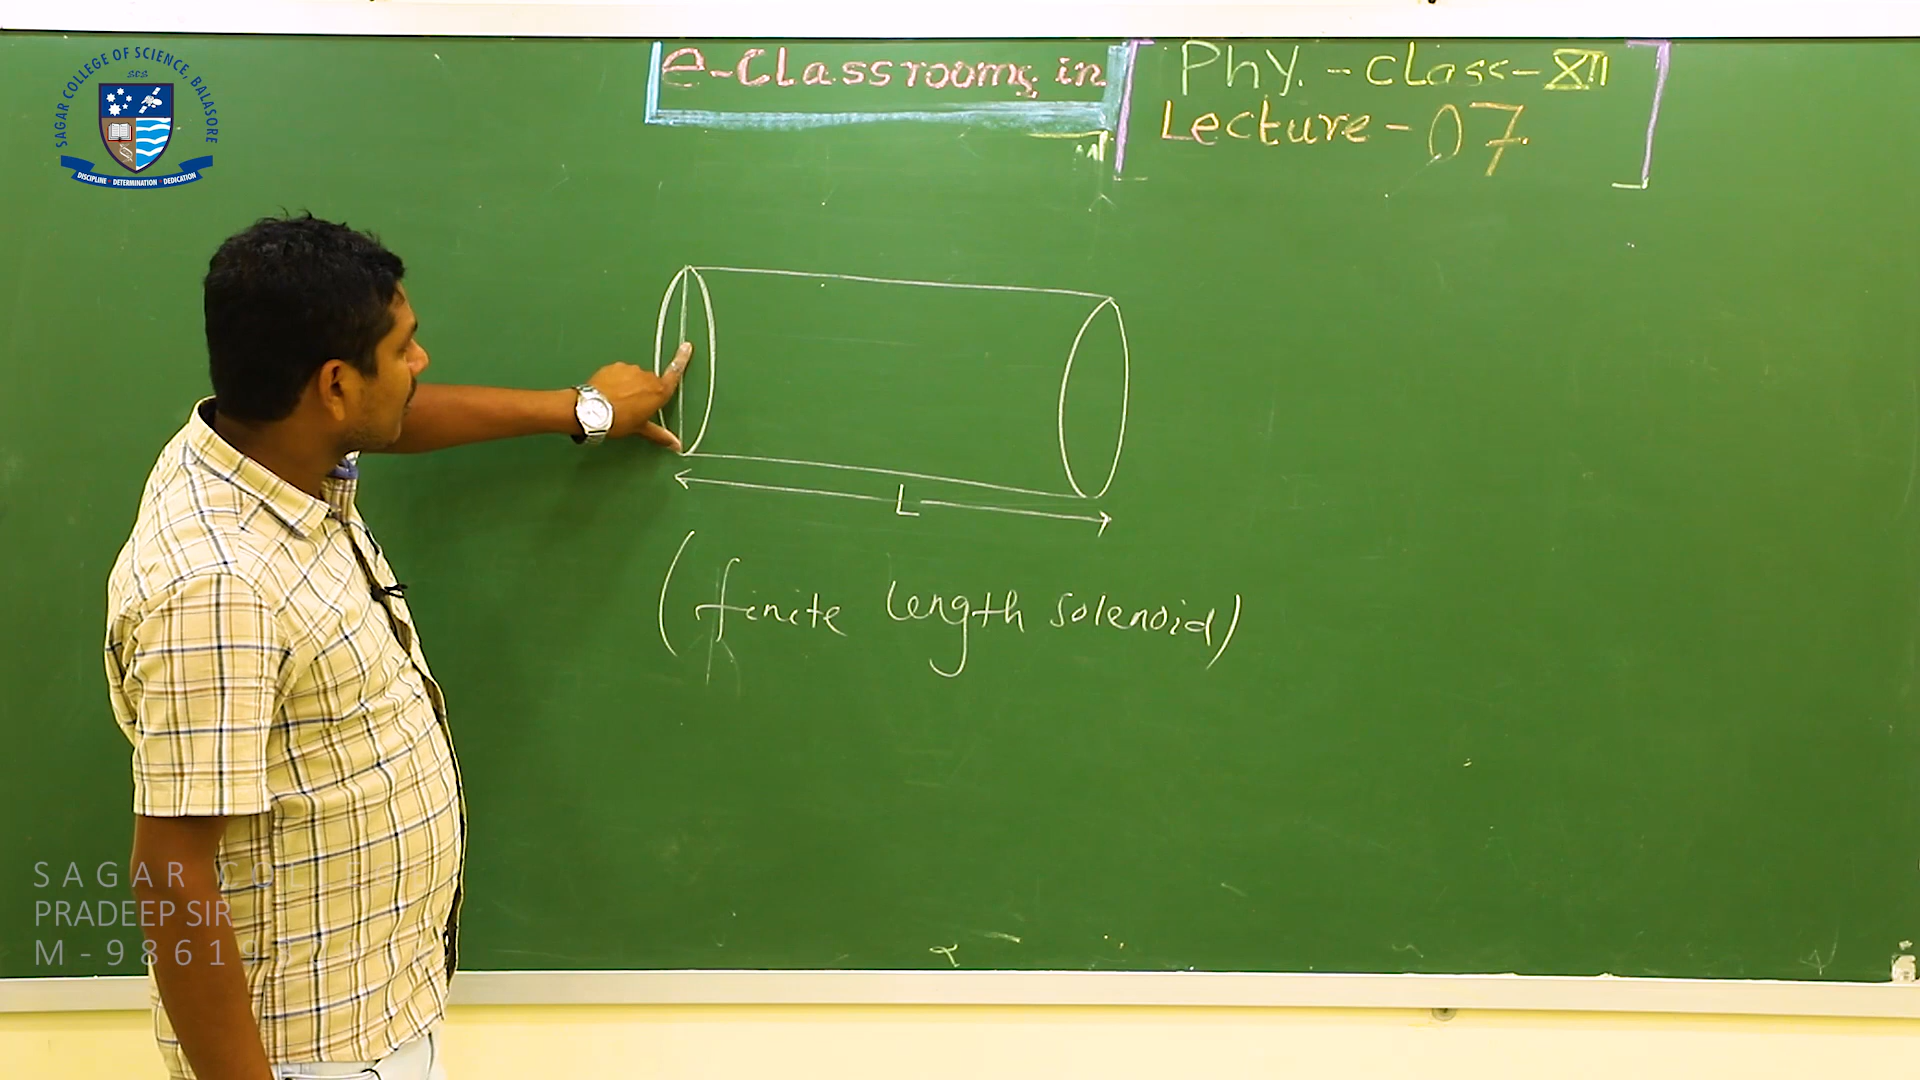 SAGAR COLLEGE OF SCIENCE, BALASORE
SCS
DISCIPLINE - DETERMINATION - DEDICATION
e-Classrooms in
Phy. - Class - XII
Lecture - 07
L
(finite length solenoid)
SAGAR
PRADEEP SIR